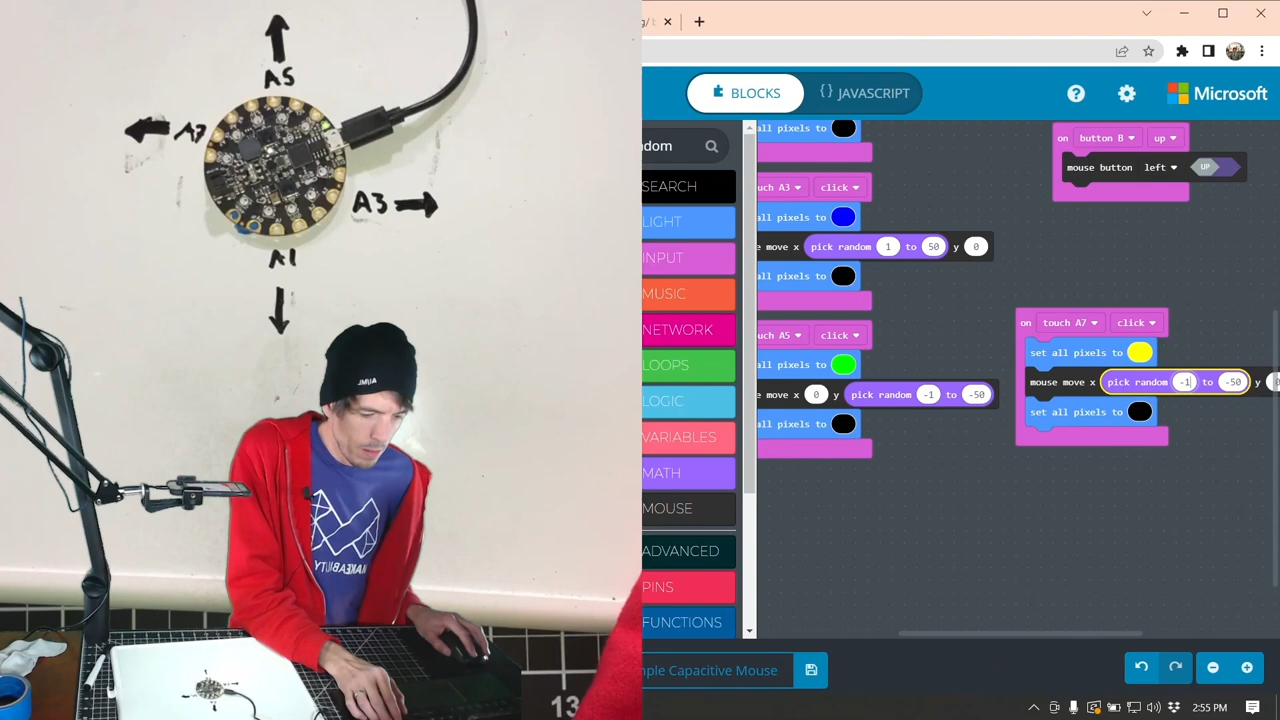 A5
A7
A3
A1
13
BLOCKS
{ } JAVASCRIPT
Microsoft
dom
SEARCH
LIGHT
INPUT
MUSIC
NETWORK
LOOPS
LOGIC
VARIABLES
MATH
MOUSE
ADVANCED
PINS
FUNCTIONS
all pixels to
uch A3 click
all pixels to
e move x pick random 1 to 50 y 0
all pixels to
uch A5 click
all pixels to
e move x 0 y pick random -1 to -50
all pixels to
on button B up
mouse button left UP
on touch A7 click
set all pixels to
mouse move x pick random -1 to -50 y 0
set all pixels to
mple Capacitive Mouse
2:55 PM